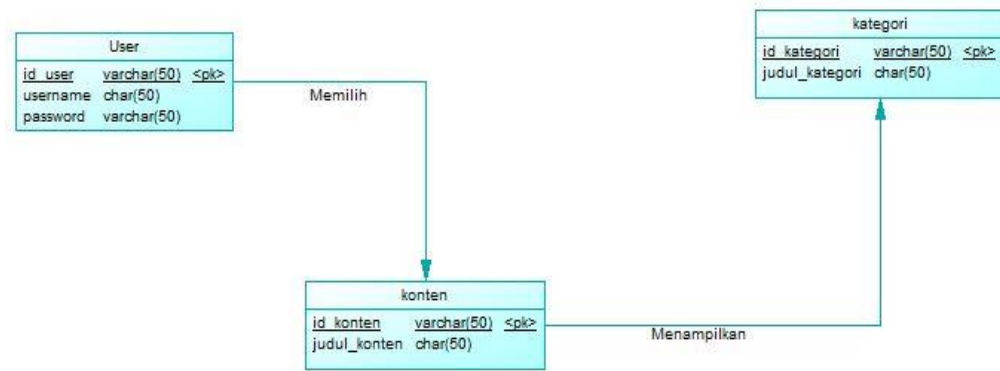 User
id_user varchar(50) <pk>
username char(50)
password varchar(50)
Memilih
kategori
id_kategori varchar(50) <pk>
judul_kategori char(50)
konten
id_konten varchar(50) <pk>
judul_konten char(50)
Menampilkan